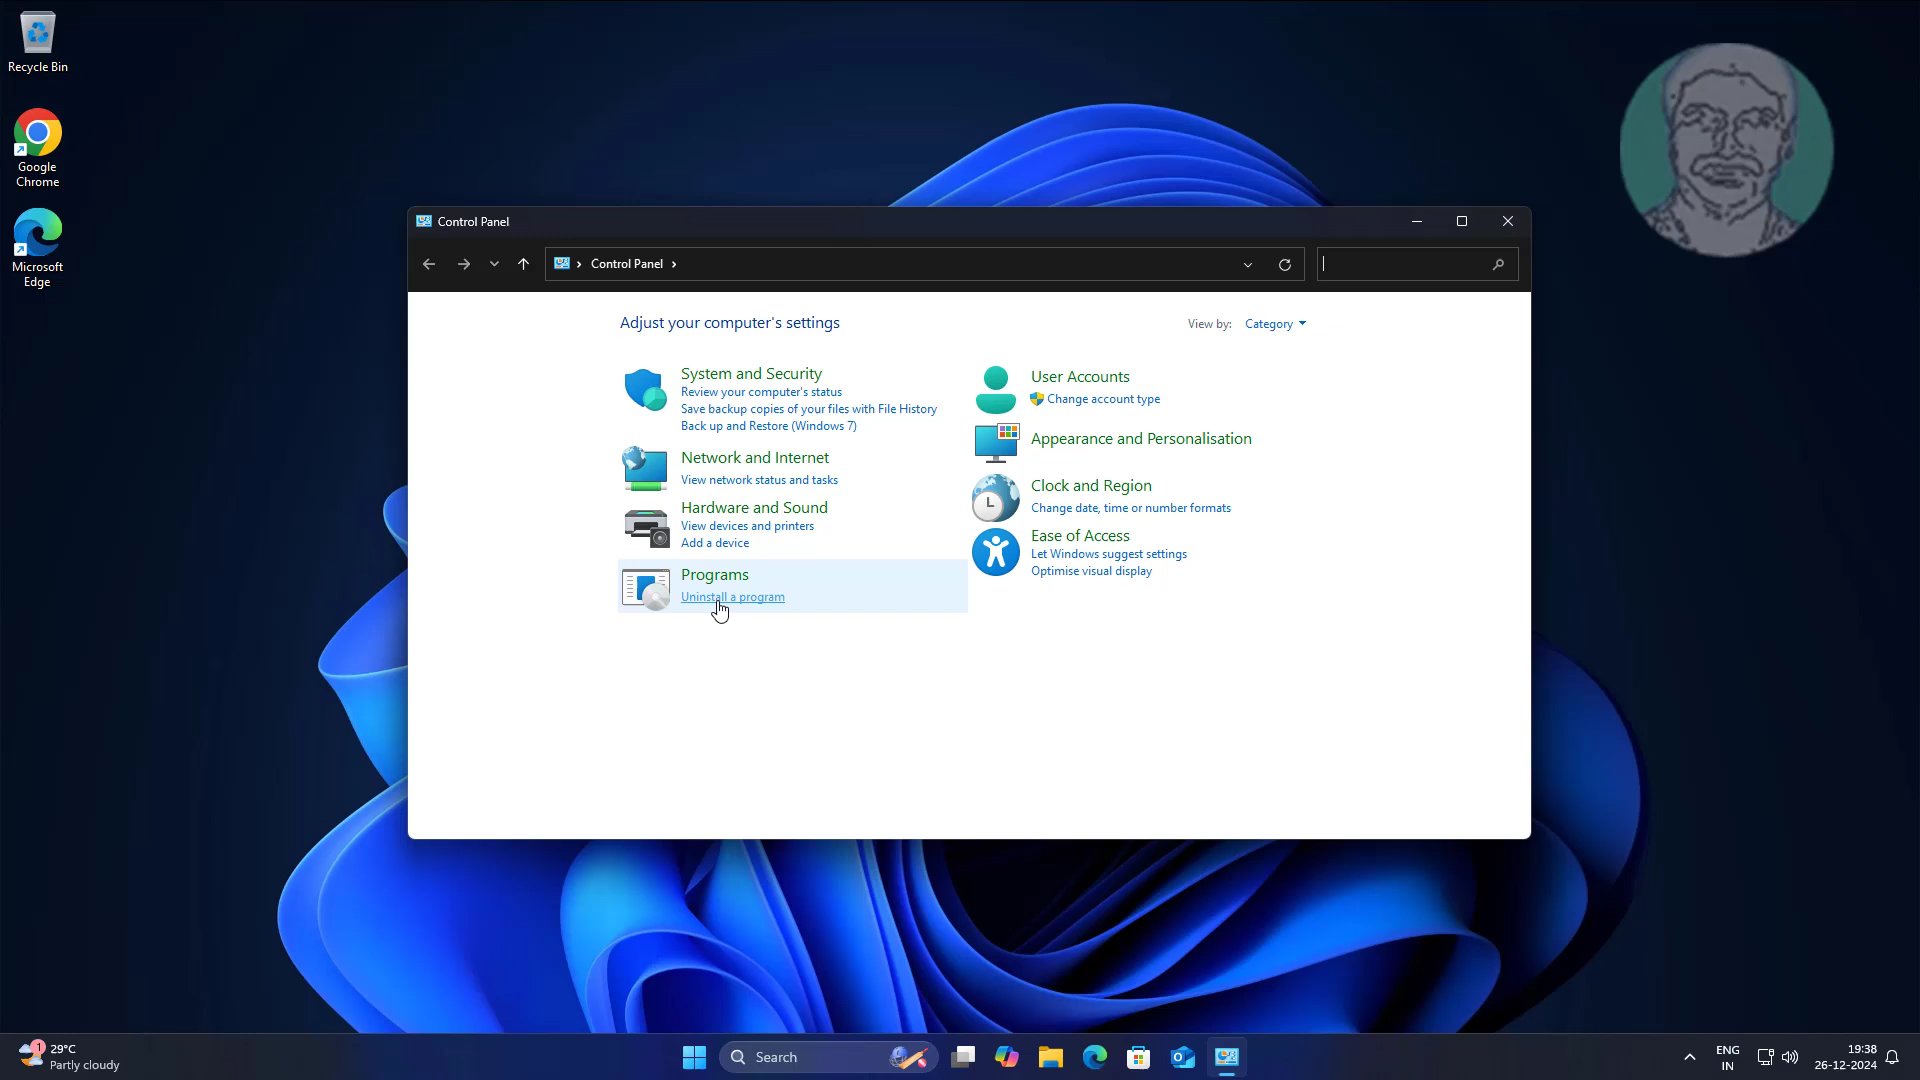 Recycle Bin
Google
Chrome
Microsoft
Edge
Control Panel
Control Panel
Adjust your computer's settings
View by: Category
System and Security
Review your computer's status
Save backup copies of your files with File History
Back up and Restore (Windows 7)
Network and Internet
View network status and tasks
Hardware and Sound
View devices and printers
Add a device
Programs
Uninstall a program
User Accounts
Change account type
Appearance and Personalisation
Clock and Region
Change date, time or number formats
Ease of Access
Let Windows suggest settings
Optimise visual display
1
29°C
Partly cloudy
Search
ENG
IN
19:38
26-12-2024